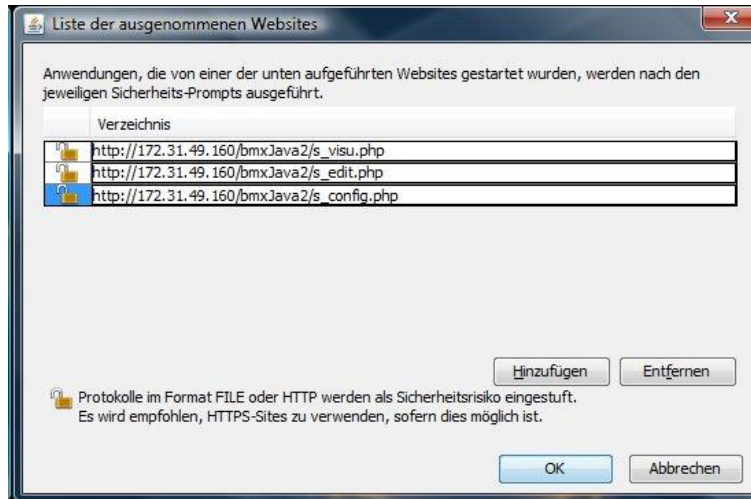 Liste der ausgenommenen Websites
Anwendungen, die von einer der unten aufgeführten Websites gestartet wurden, werden nach den
jeweiligen Sicherheits-Prompts ausgeführt.
Verzeichnis
http://172.31.49.160/bmxJava2/s_visu.php
http://172.31.49.160/bmxJava2/s_edit.php
http://172.31.49.160/bmxJava2/s_config.php
Hinzufügen Entfernen
Protokolle im Format FILE oder HTTP werden als Sicherheitsrisiko eingestuft.
Es wird empfohlen, HTTPS-Sites zu verwenden, sofern dies möglich ist.
OK Abbrechen